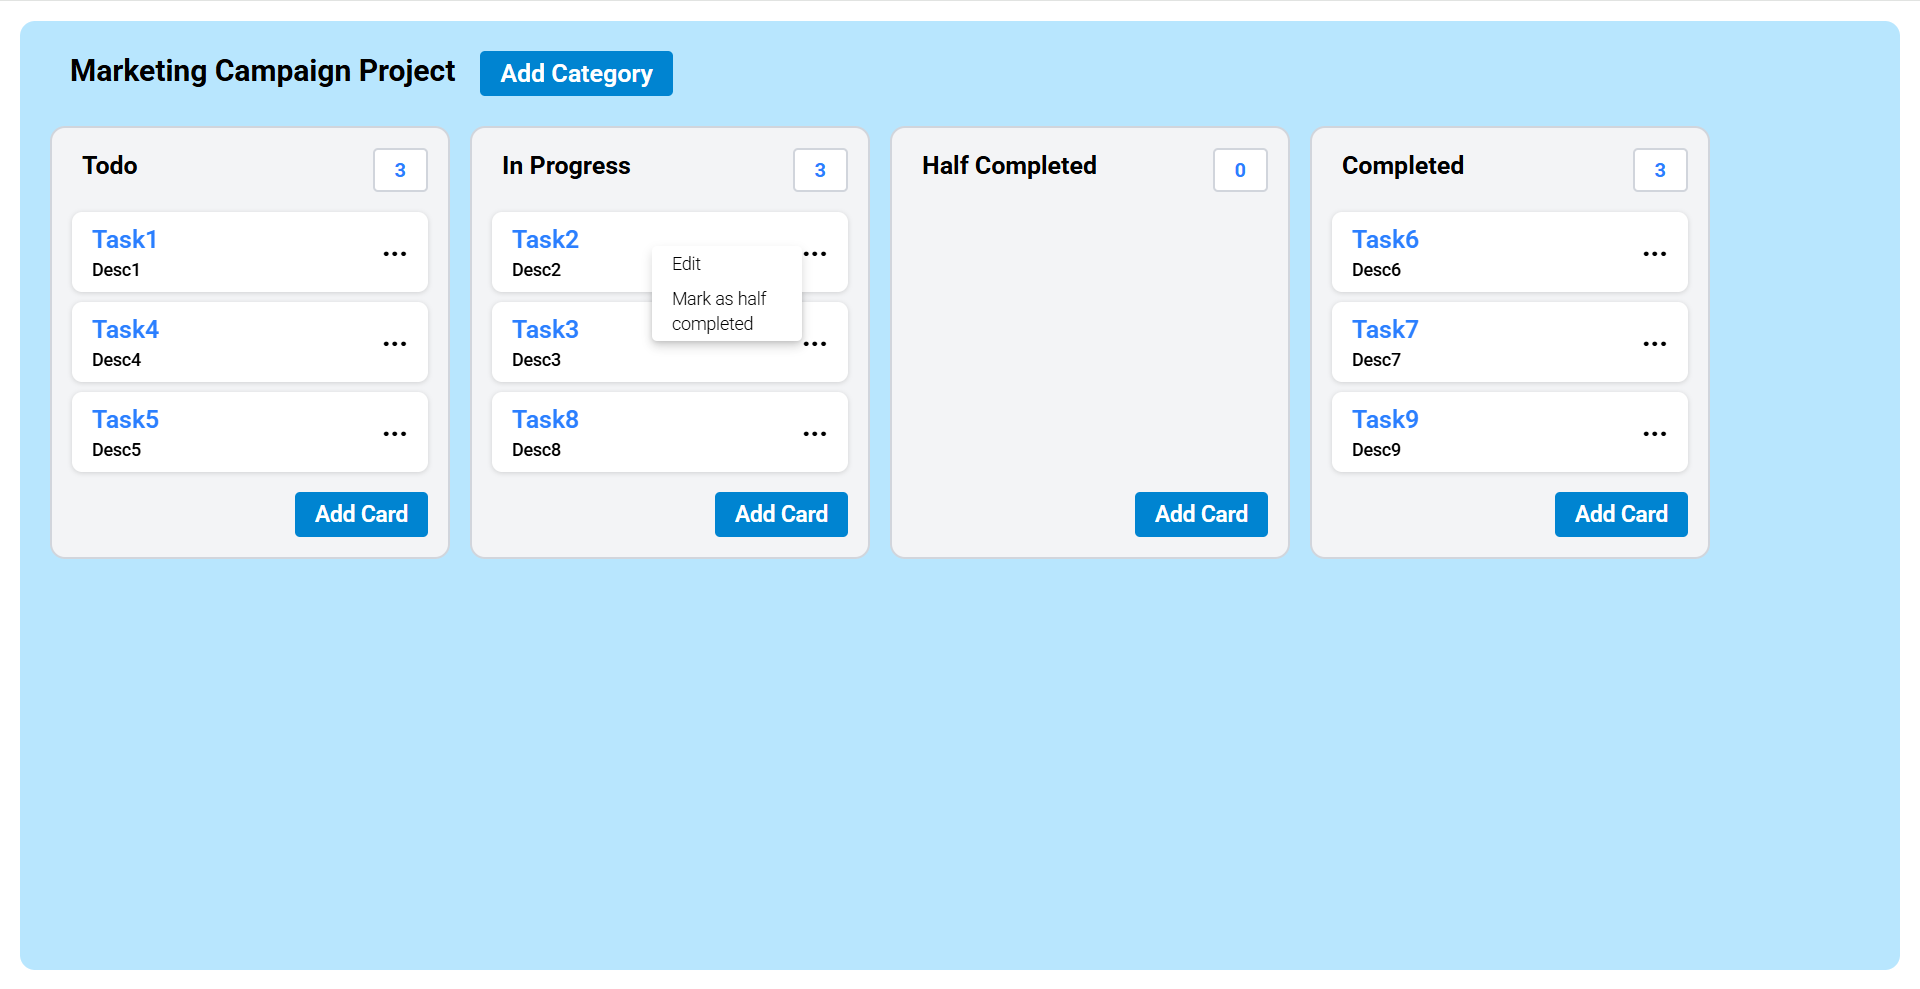 Marketing Campaign Project
Add Category
Todo
3
Task1
Desc1
...
Task4
Desc4
...
Task5
Desc5
...
Add Card
In Progress
3
Task2
Desc2
...
Edit
Mark as half
completed
Task3
Desc3
...
Task8
Desc8
...
Add Card
Half Completed
0
Add Card
Completed
3
Task6
Desc6
...
Task7
Desc7
...
Task9
Desc9
...
Add Card